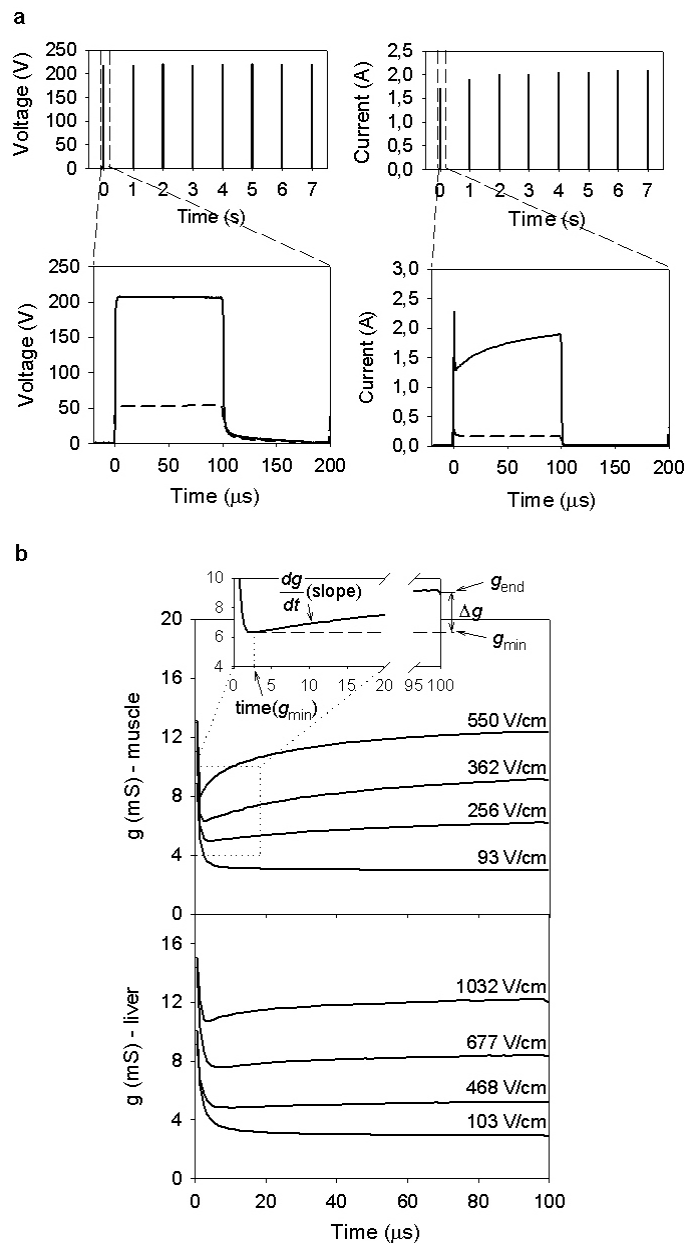 a
Voltage (V)
250
200
150
100
50
0
0 1 2 3 4 5 6 7
Time (s)
Current (A)
2,5
2,0
1,5
1,0
0,5
0,0
0 1 2 3 4 5 6 7
Time (s)
Voltage (V)
250
200
150
100
50
0
0 50 100 150 200
Time (µs)
Current (A)
3,0
2,5
2,0
1,5
1,0
0,5
0,0
0 50 100 150 200
Time (µs)
b
10
8
6
4
0 5 10 15 20 95 100
dg
dt (slope)
g end
Δg
g min
time(g min)
g (mS) - muscle
20
16
12
8
4
0
550 V/cm
362 V/cm
256 V/cm
93 V/cm
g (mS) - liver
16
12
8
4
0
1032 V/cm
677 V/cm
468 V/cm
103 V/cm
0 20 40 60 80 100
Time (µs)